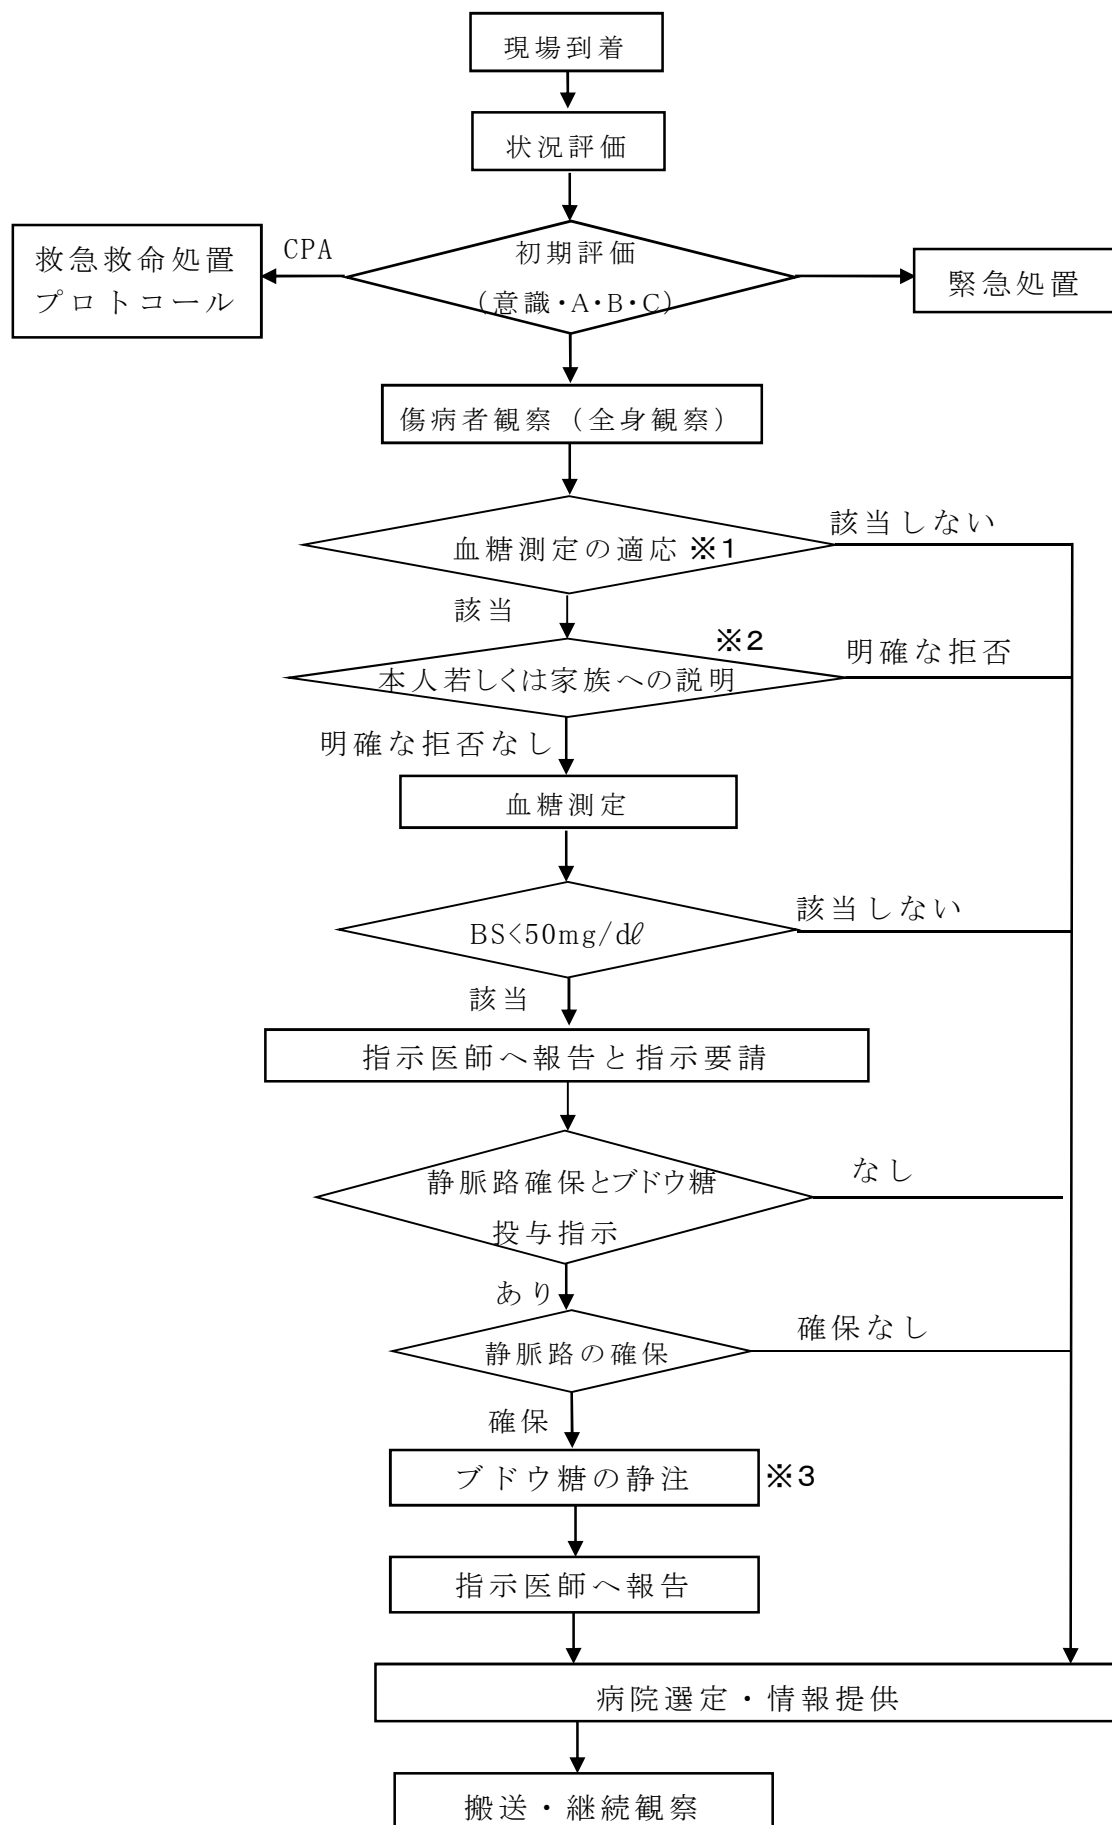 現場到着
状況評価
初期評価
(意識・A・B・C)
CPA
救急救命処置
プロトコール
緊急処置
傷病者観察（全身観察）
血糖測定の適応 ※1
該当しない
該当
※2
本人若しくは家族への説明
明確な拒否
明確な拒否なし
血糖測定
BS<50mg/dℓ
該当しない
該当
指示医師へ報告と指示要請
静脈路確保とブドウ糖
投与指示
なし
あり
静脈路の確保
確保なし
確保
ブドウ糖の静注
※3
指示医師へ報告
病院選定・情報提供
搬送・継続観察